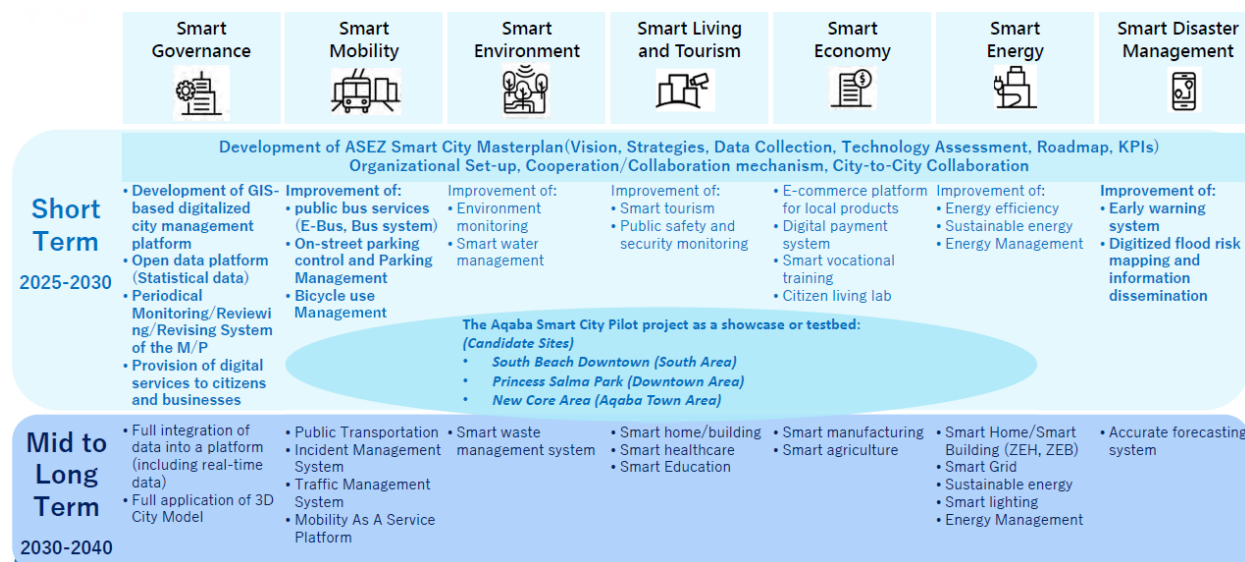 Smart
Governance
Smart
Mobility
Smart
Environment
Smart Living
and Tourism
Smart
Economy
Smart
Energy
Smart Disaster
Management
Short
Term
2025-2030
Development of ASEZ Smart City Masterplan(Vision, Strategies, Data Collection, Technology Assessment, Roadmap, KPIs)
Organizational Set-up, Cooperation/Collaboration mechanism, City-to-City Collaboration
• Development of GIS-
based digitalized
city management
platform
• Open data platform
(Statistical data)
• Periodical
Monitoring/Reviewi
ng/Revising System
of the M/P
• Provision of digital
services to citizens
and businesses
Improvement of:
• public bus services
(E-Bus, Bus system)
• On-street parking
control and Parking
Management
• Bicycle use
Management
Improvement of:
• Environment
monitoring
• Smart water
management
Improvement of:
• Smart tourism
• Public safety and
security monitoring
• E-commerce platform
for local products
• Digital payment
system
• Smart vocational
training
• Citizen living lab
Improvement of:
• Energy efficiency
• Sustainable energy
• Energy Management
Improvement of:
• Early warning
system
• Digitized flood risk
mapping and
information
dissemination
The Aqaba Smart City Pilot project as a showcase or testbed:
(Candidate Sites)
• South Beach Downtown (South Area)
• Princess Salma Park (Downtown Area)
• New Core Area (Aqaba Town Area)
Mid to
Long
Term
2030-2040
• Full integration of
data into a platform
(including real-time
data)
• Full application of 3D
City Model
• Public Transportation
• Incident Management
System
• Traffic Management
System
• Mobility As A Service
Platform
• Smart waste
management system
• Smart home/building
• Smart healthcare
• Smart Education
• Smart manufacturing
• Smart agriculture
• Smart Home/Smart
Building (ZEH, ZEB)
• Smart Grid
• Sustainable energy
• Smart lighting
• Energy Management
• Accurate forecasting
system